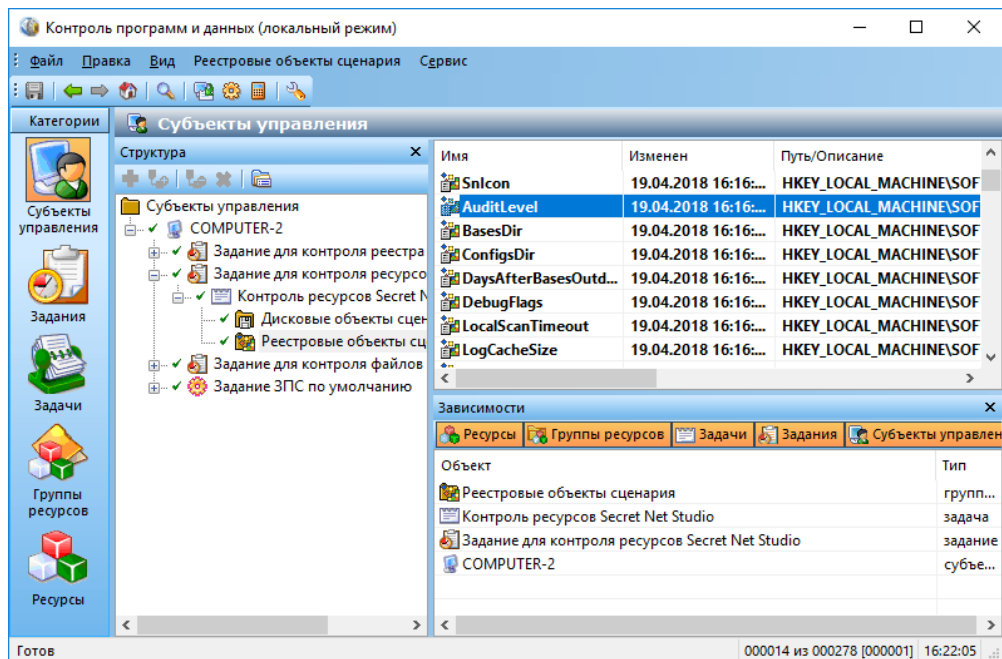 Контроль программ и данных (локальный режим)
Файл Правка Вид Реестровые объекты сценария Сервис
Категории
Субъекты управления
Структура
Субъекты управления
COMPUTER-2
Задание для контроля реестра
Задание для контроля ресурсо
Контроль ресурсов Secret N
Дисковые объекты сцен
Реестровые объекты сц
Задание для контроля файлов
Задание ЗПС по умолчанию
Субъекты
управления
Задания
Задачи
Группы
ресурсов
Ресурсы
Имя Изменен Путь/Описание
SnIcon 19.04.2018 16:16:... HKEY_LOCAL_MACHINE\SOF
AuditLevel 19.04.2018 16:16:... HKEY_LOCAL_MACHINE\SOF
BasesDir 19.04.2018 16:16:... HKEY_LOCAL_MACHINE\SOF
ConfigsDir 19.04.2018 16:16:... HKEY_LOCAL_MACHINE\SOF
DaysAfterBasesOutd... 19.04.2018 16:16:... HKEY_LOCAL_MACHINE\SOF
DebugFlags 19.04.2018 16:16:... HKEY_LOCAL_MACHINE\SOF
LocalScanTimeout 19.04.2018 16:16:... HKEY_LOCAL_MACHINE\SOF
LogCacheSize 19.04.2018 16:16:... HKEY_LOCAL_MACHINE\SOF
Зависимости
Ресурсы Группы ресурсов Задачи Задания Субъекты управлен
Объект Тип
Реестровые объекты сценария групп...
Контроль ресурсов Secret Net Studio задача
Задание для контроля ресурсов Secret Net Studio задание
COMPUTER-2 субъе...
Готов 000014 из 000278 [000001] 16:22:05